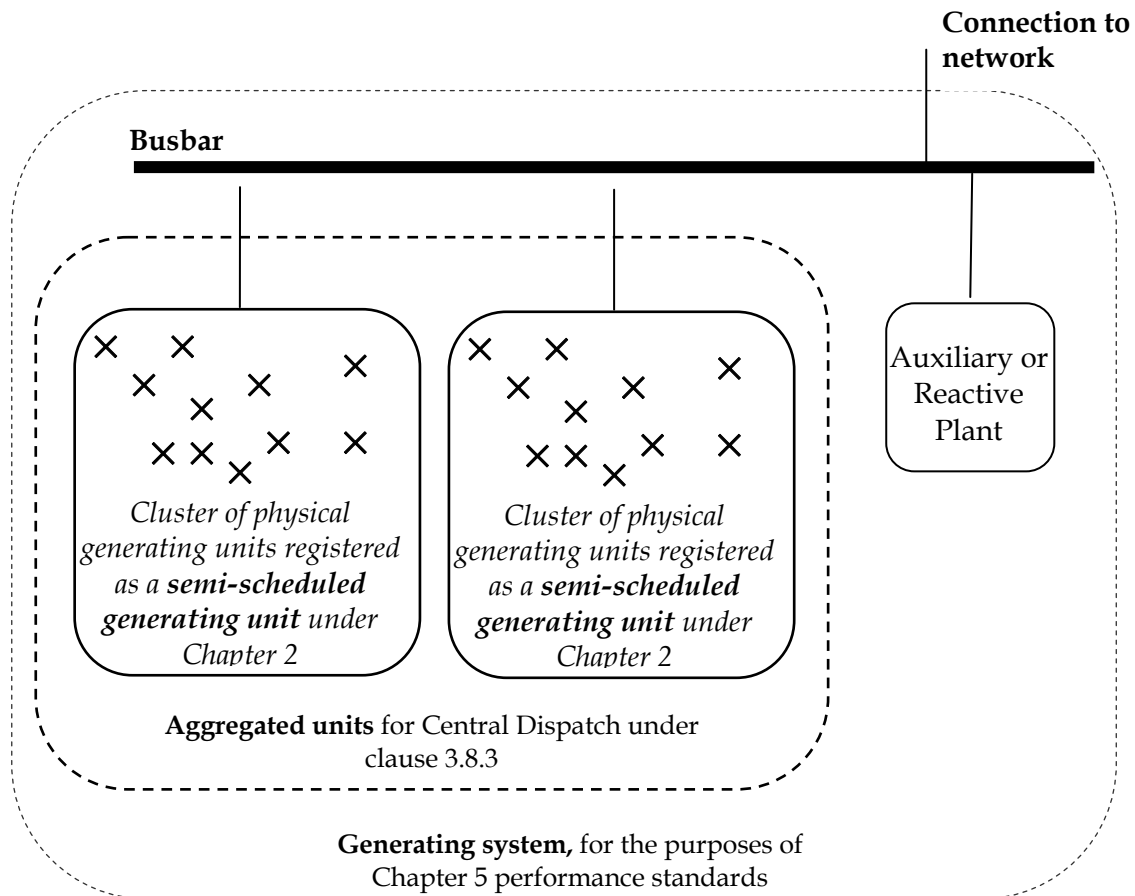 Connection to
network
Busbar
Auxiliary or
Reactive
Plant
Cluster of physical
generating units registered
as a semi-scheduled
generating unit under
Chapter 2
Cluster of physical
generating units registered
as a semi-scheduled
generating unit under
Chapter 2
Aggregated units for Central Dispatch under
clause 3.8.3
Generating system, for the purposes of
Chapter 5 performance standards